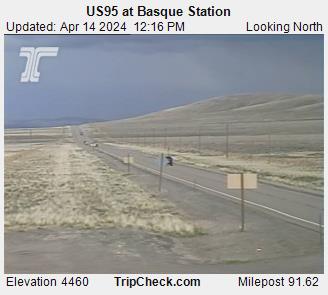 US95 at Basque Station
Updated: Apr 14 2024 12:16 PM Looking North
Elevation 4460 TripCheck.com Milepost 91.62